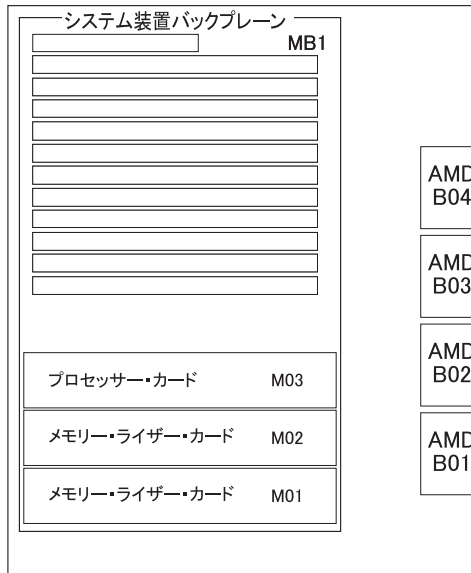 システム装置バックプレーン
MB1
プロセッサー・カード M03
メモリー・ライザー・カード M02
メモリー・ライザー・カード M01
AMD
B04
AMD
B03
AMD
B02
AMD
B01